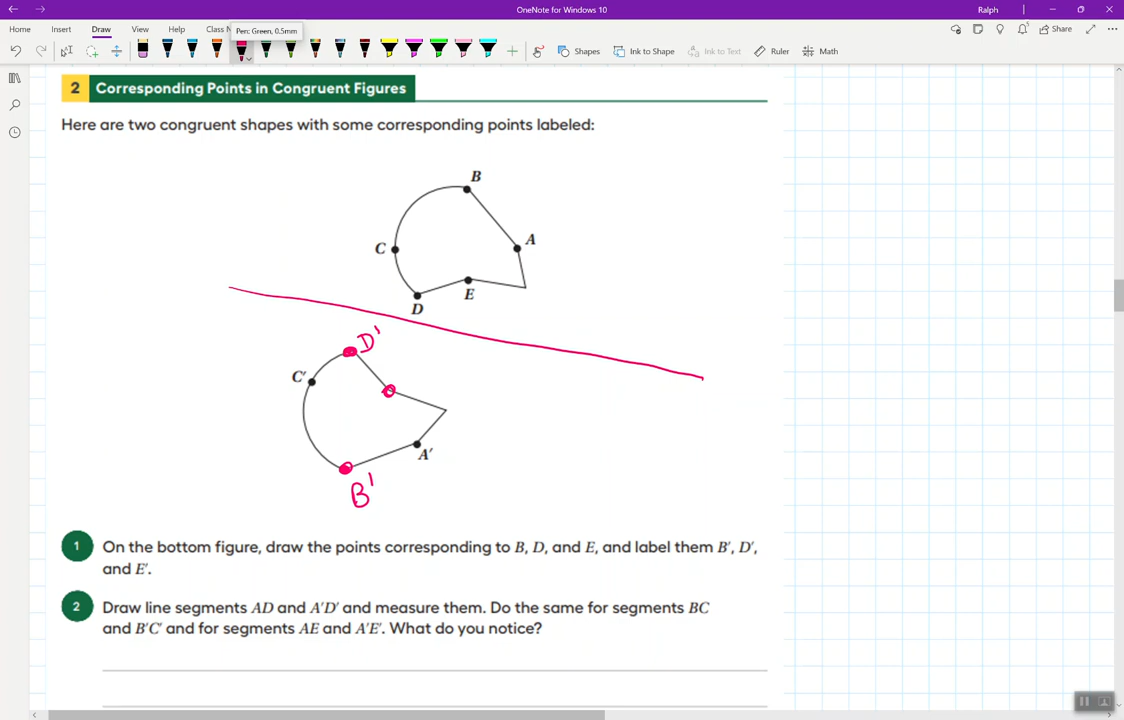 OneNote for Windows 10
Ralph
Home Insert Draw View Help Class N
Pen: Green, 0.5mm
Share
Shapes Ink to Shape Ink to Text Ruler Math
2 Corresponding Points in Congruent Figures
Here are two congruent shapes with some corresponding points labeled:
B
A
C
E
D
D'
C'
A'
B'
1 On the bottom figure, draw the points corresponding to B, D, and E, and label them B', D',
and E'.
2 Draw line segments AD and A'D' and measure them. Do the same for segments BC
and B'C' and for segments AE and A'E'. What do you notice?